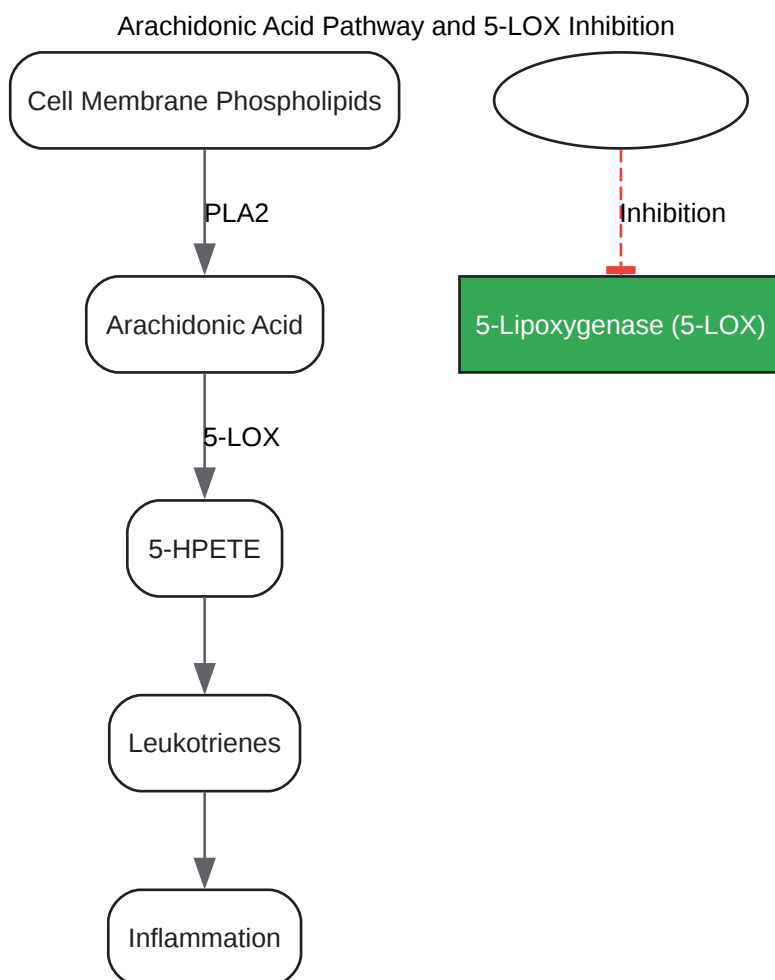 Arachidonic Acid Pathway and 5-LOX Inhibition
Cell Membrane Phospholipids
PLA2
Inhibition
Arachidonic Acid
5-Lipoxygenase (5-LOX)
5-LOX
5-HPETE
Leukotrienes
Inflammation